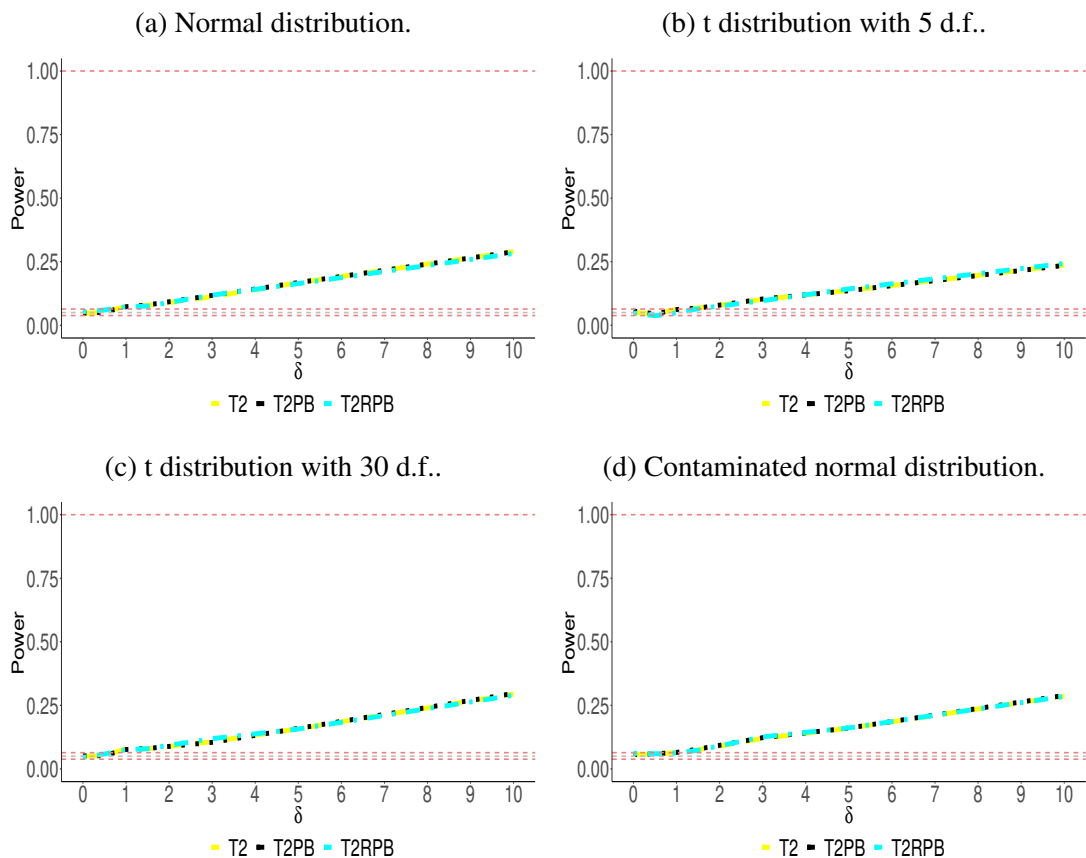 (a) Normal distribution.
1.00
0.75
0.50
0.25
0.00
Power
0 1 2 3 4 5 6 7 8 9 10
δ
T2 T2PB T2RPB
(b) t distribution with 5 d.f..
1.00
0.75
0.50
0.25
0.00
Power
0 1 2 3 4 5 6 7 8 9 10
δ
T2 T2PB T2RPB
(c) t distribution with 30 d.f..
1.00
0.75
0.50
0.25
0.00
Power
0 1 2 3 4 5 6 7 8 9 10
δ
T2 T2PB T2RPB
(d) Contaminated normal distribution.
1.00
0.75
0.50
0.25
0.00
Power
0 1 2 3 4 5 6 7 8 9 10
δ
T2 T2PB T2RPB